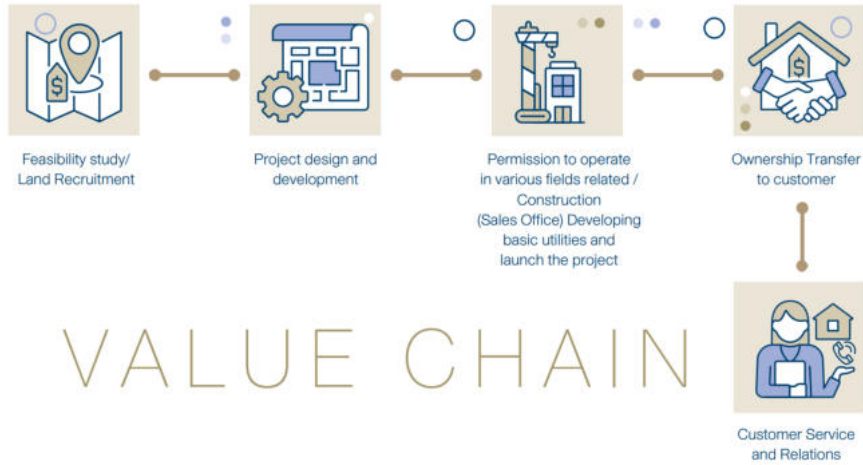 $
$
Feasibility study/
Land Recruitment
Project design and
development
Permission to operate
in various fields related /
Construction
(Sales Office) Developing
basic utilities and
launch the project
Ownership Transfer
to customer
VALUE CHAIN
Customer Service
and Relations